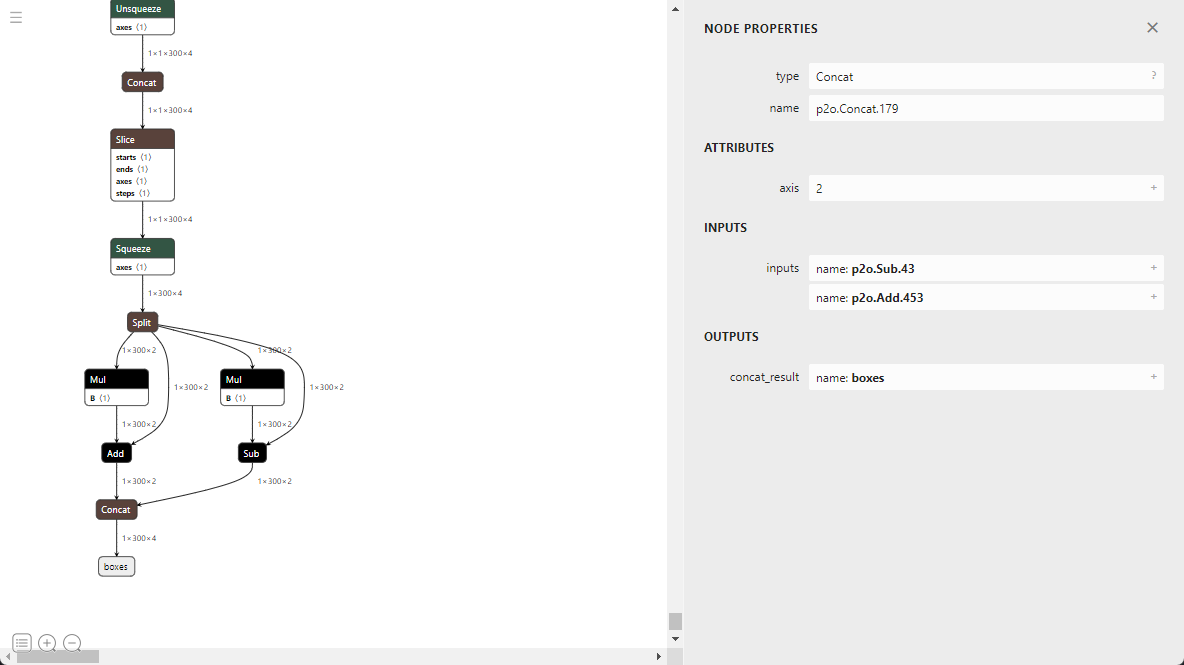 Unsqueeze
axes (1)
1×1×300×4
Concat
1×1×300×4
Slice
starts (1)
ends (1)
axes (1)
steps (1)
1×1×300×4
Squeeze
axes (1)
1×300×4
Split
1×300×2
1×300×2
Mul
B (1)
1×300×2
Mul
B (1)
1×300×2
1×300×2
1×300×2
Add
Sub
1×300×2
1×300×2
Concat
1×300×4
boxes
NODE PROPERTIES
type
Concat
?
name
p2o.Concat.179
ATTRIBUTES
axis
2
+
INPUTS
inputs
name: p2o.Sub.43
+
name: p2o.Add.453
+
OUTPUTS
concat_result
name: boxes
+